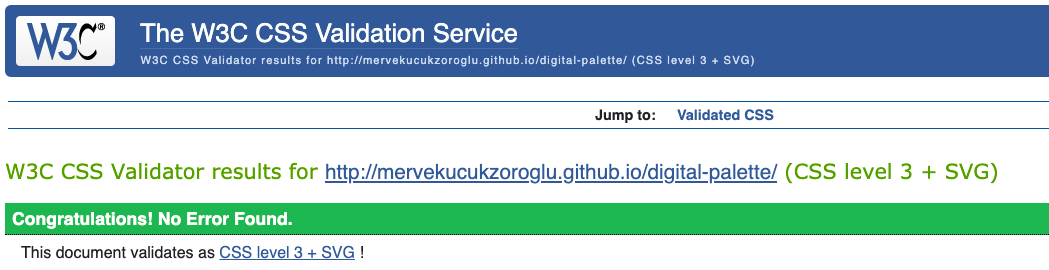 W3C®
The W3C CSS Validation Service
W3C CSS Validator results for http://mervekucukzoroglu.github.io/digital-palette/ (CSS level 3 + SVG)
Jump to: Validated CSS
W3C CSS Validator results for http://mervekucukzoroglu.github.io/digital-palette/ (CSS level 3 + SVG)
Congratulations! No Error Found.
This document validates as CSS level 3 + SVG !